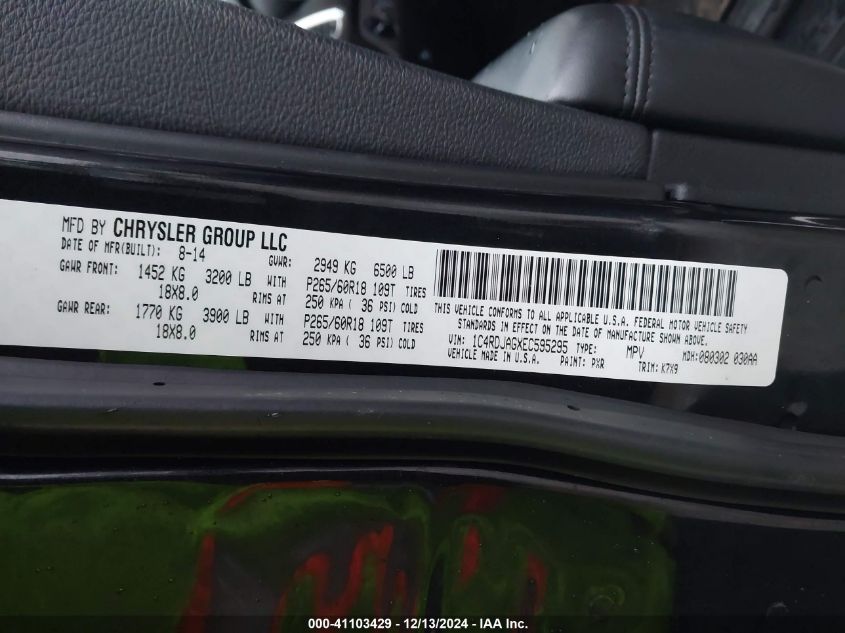 MFD BY CHRYSLER GROUP LLC
DATE OF MFR(BUILT): 8-14 GVWR: 2949 KG 6500 LB
GAWR FRONT: 1452 KG 3200 LB WITH P265/60R18 109T TIRES
18X8.0 RIMS AT 250 KPA ( 36 PSI) COLD
GAWR REAR: 1770 KG 3900 LB WITH P265/60R18 109T TIRES
18X8.0 RIMS AT 250 KPA ( 36 PSI) COLD
THIS VEHICLE CONFORMS TO ALL APPLICABLE U.S.A. FEDERAL MOTOR VEHICLE SAFETY
STANDARDS IN EFFECT ON THE DATE OF MANUFACTURE SHOWN ABOVE.
VIN: 1C4RDJAGXEC595295 TYPE: MPV MDH: 080302 030AA
VEHICLE MADE IN U.S.A. PAINT: PXR TRIM: K7X9
000-41103429 - 12/13/2024 - IAA Inc.